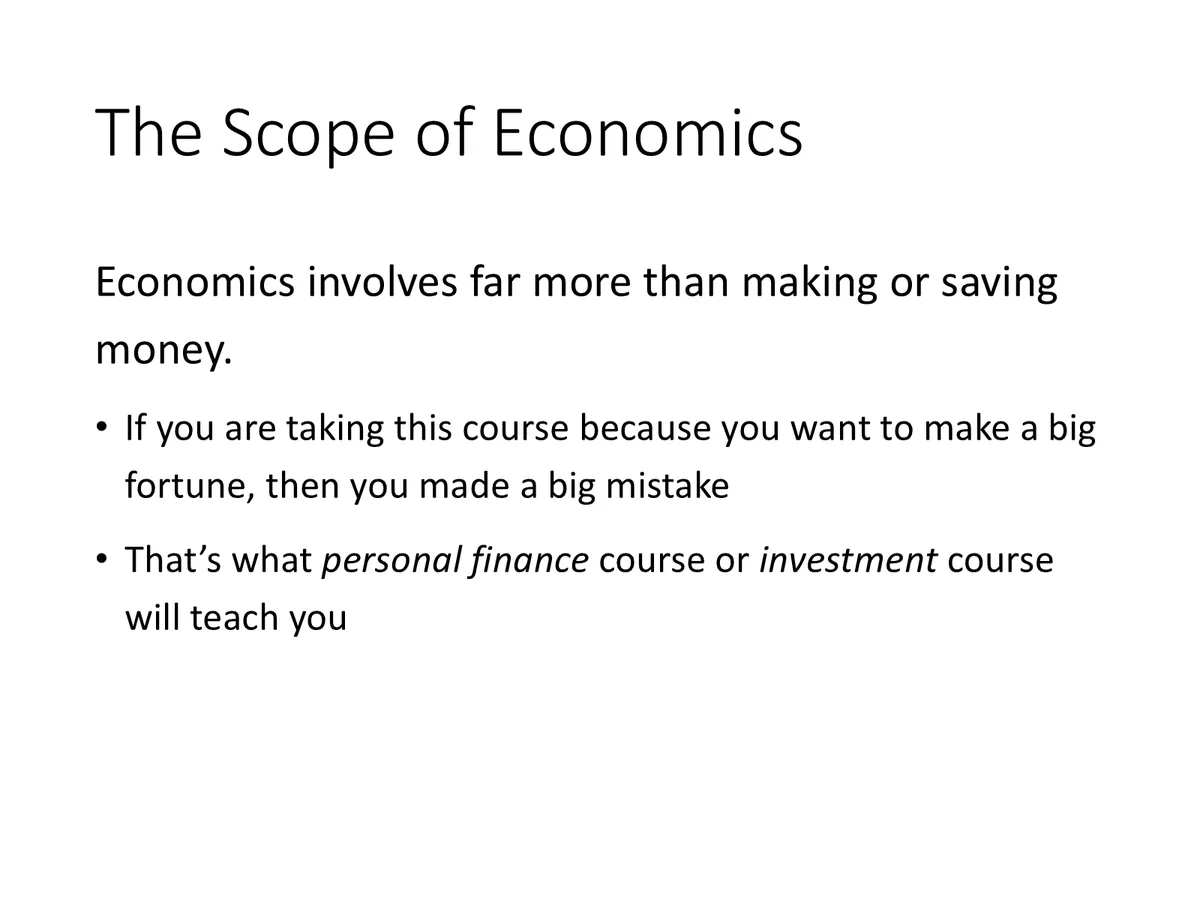 The Scope of Economics
Economics involves far more than making or saving
money.
• If you are taking this course because you want to make a big
fortune, then you made a big mistake
• That’s what personal finance course or investment course
will teach you